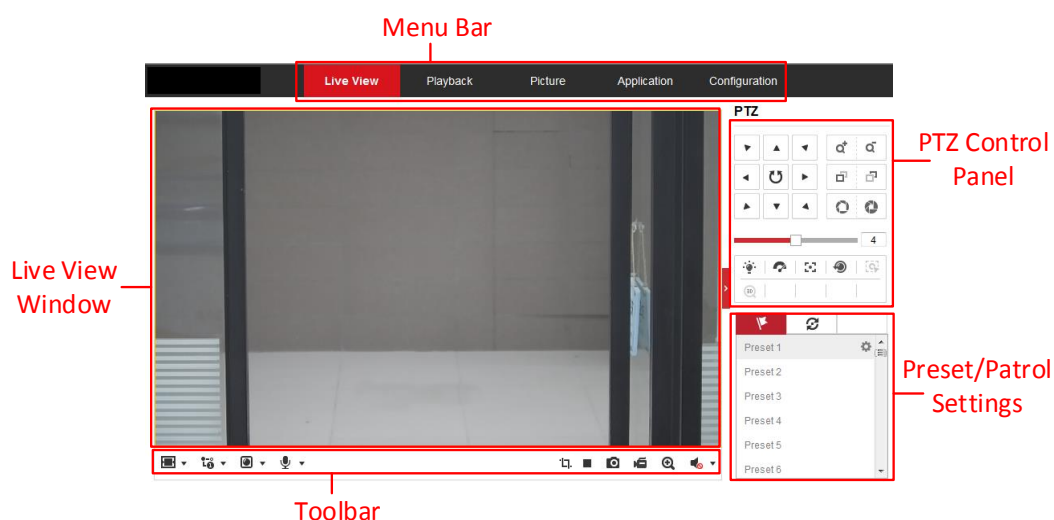 Menu Bar
Live View Playback Picture Application Configuration
PTZ
PTZ Control
Panel
4
Live View
Window
3D
Preset 1
Preset 2
Preset 3
Preset 4
Preset 5
Preset 6
Preset/Patrol
Settings
Toolbar